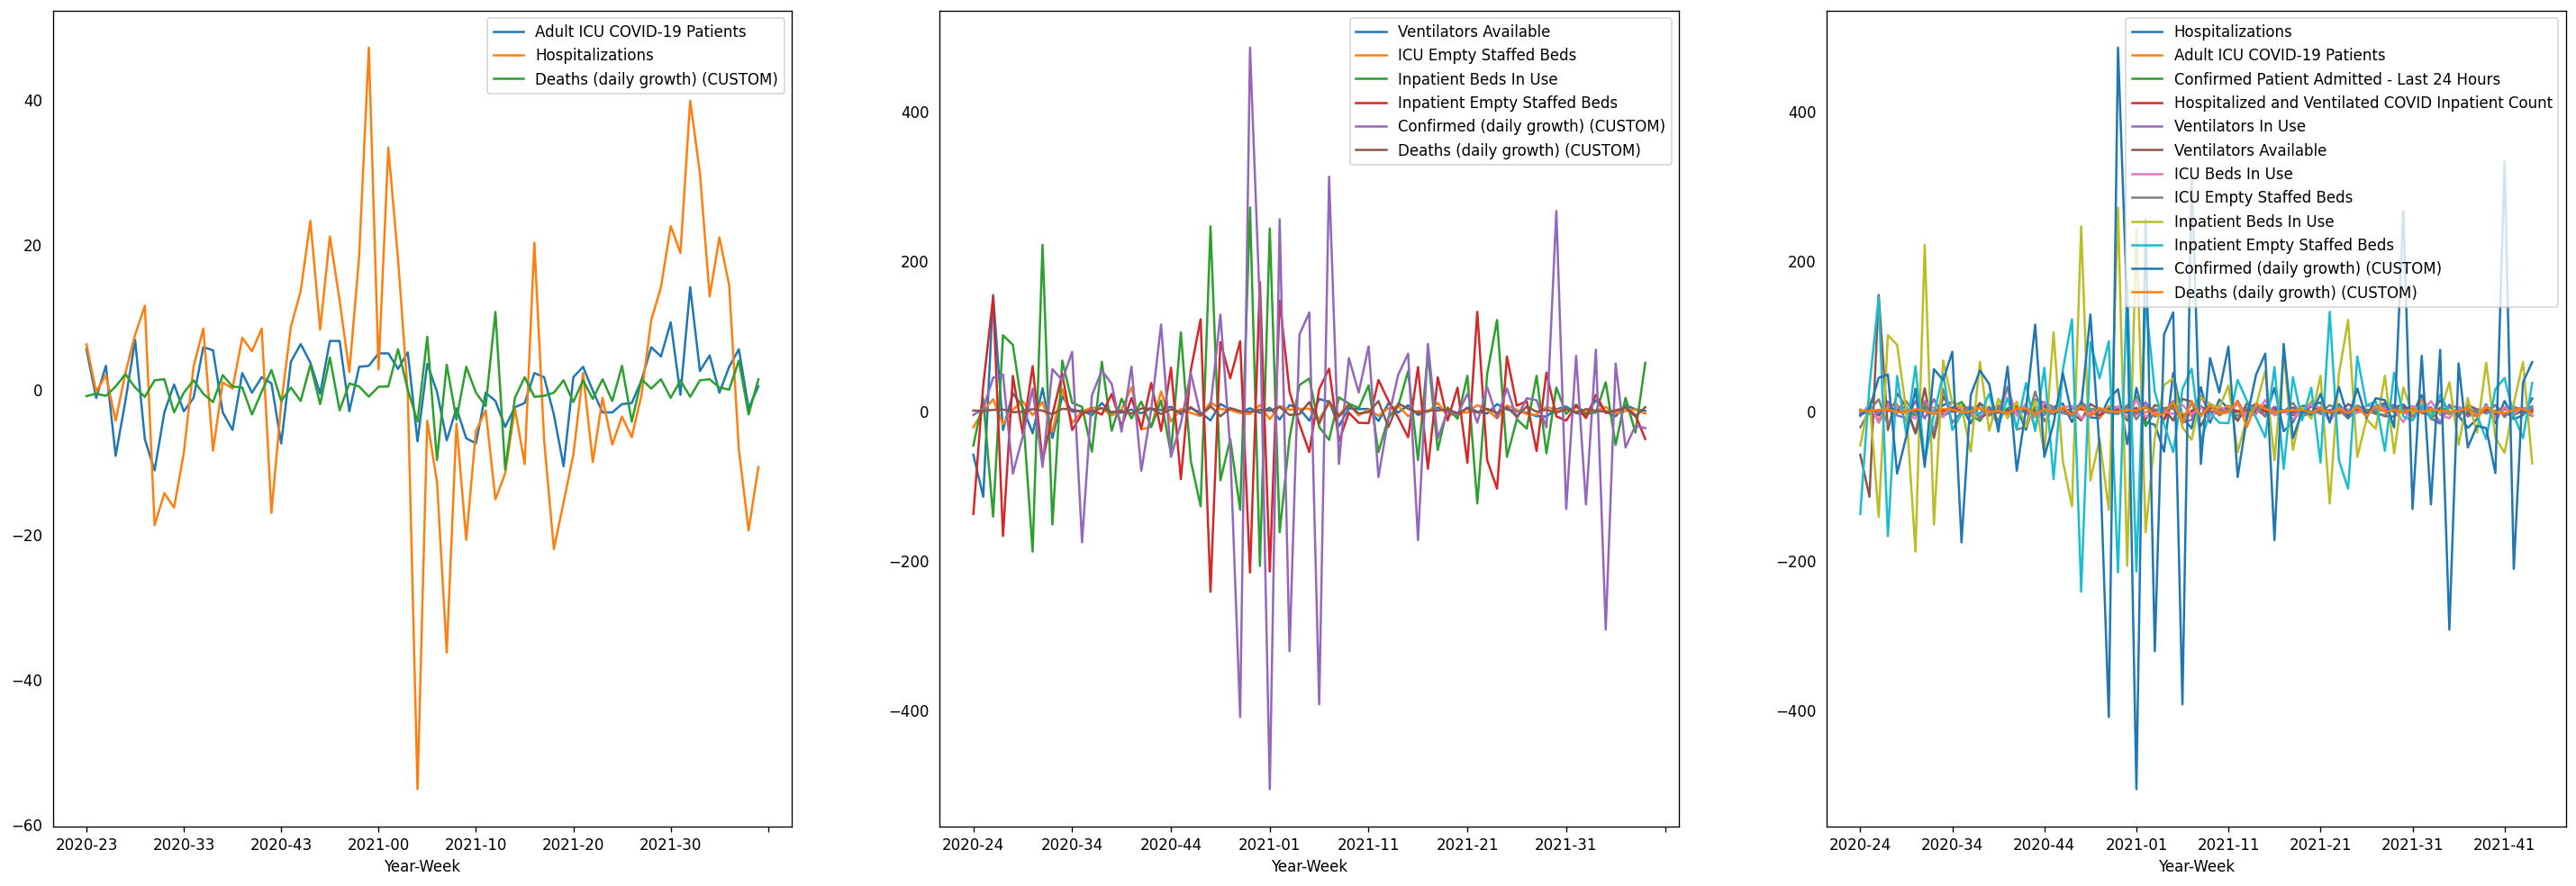 Adult ICU COVID-19 Patients
Hospitalizations
Deaths (daily growth) (CUSTOM)
40
20
0
−20
−40
−60
2020-23 2020-33 2020-43 2021-00 2021-10 2021-20 2021-30
Year-Week
Ventilators Available
ICU Empty Staffed Beds
Inpatient Beds In Use
Inpatient Empty Staffed Beds
Confirmed (daily growth) (CUSTOM)
Deaths (daily growth) (CUSTOM)
400
200
0
−200
−400
2020-24 2020-34 2020-44 2021-01 2021-11 2021-21 2021-31
Year-Week
Hospitalizations
Adult ICU COVID-19 Patients
Confirmed Patient Admitted - Last 24 Hours
Hospitalized and Ventilated COVID Inpatient Count
Ventilators In Use
Ventilators Available
ICU Beds In Use
ICU Empty Staffed Beds
Inpatient Beds In Use
Inpatient Empty Staffed Beds
Confirmed (daily growth) (CUSTOM)
Deaths (daily growth) (CUSTOM)
400
200
0
−200
−400
2020-24 2020-34 2020-44 2021-01 2021-11 2021-21 2021-31 2021-41
Year-Week